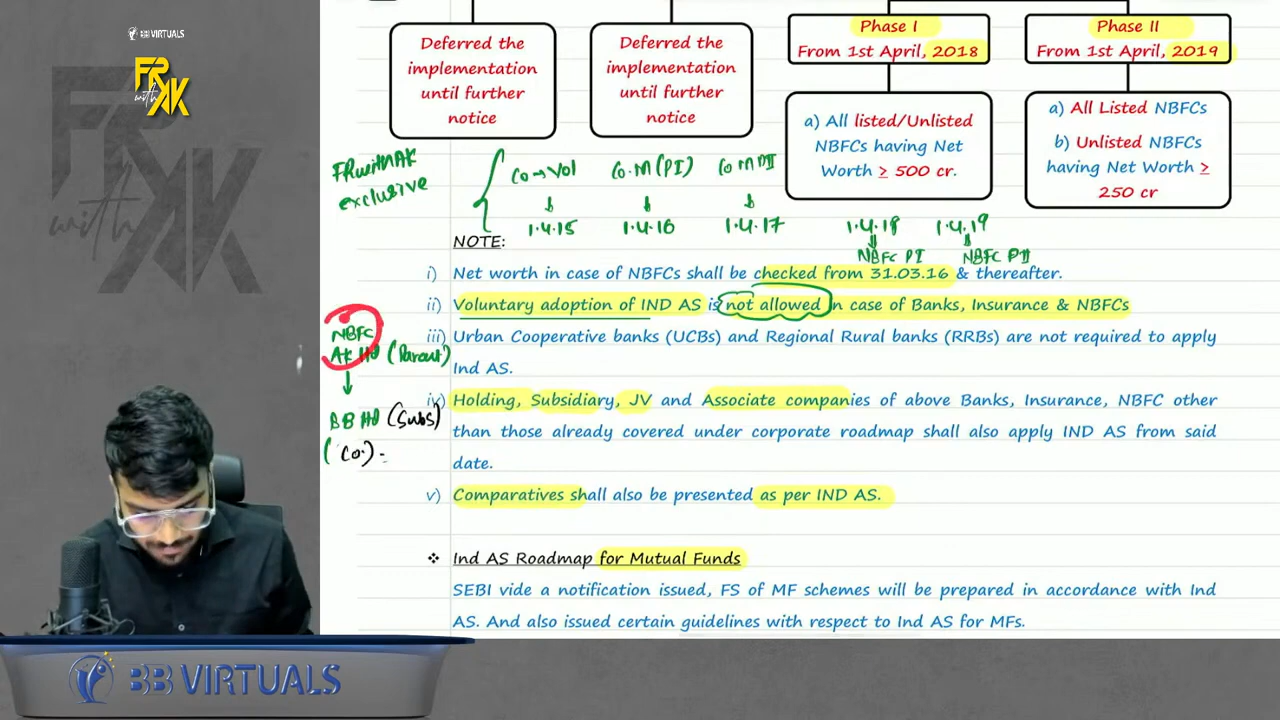 BB VIRTUALS
FR
with
AK
Deferred the
implementation
until further
notice
Deferred the
implementation
until further
notice
Phase I
From 1st April, 2018
Phase II
From 1st April, 2019
a) All listed/Unlisted
NBFCs having Net
Worth ≥ 500 cr.
a) All Listed NBFCs
b) Unlisted NBFCs
having Net Worth ≥
250 cr
FRwithAK
exclusive
Co → Vol
Co. M (PI)
Co M PII
1.4.15
1.4.16
1.4.17
1.4.18
1.4.19
NBFC PI
NBFC PII
NOTE:
i) Net worth in case of NBFCs shall be checked from 31.03.16 & thereafter.
ii) Voluntary adoption of IND AS is not allowed in case of Banks, Insurance & NBFCs
iii) Urban Cooperative banks (UCBs) and Regional Rural banks (RRBs) are not required to apply
Ind AS.
NBFC
AK (Parent)
iv) Holding, Subsidiary, JV and Associate companies of above Banks, Insurance, NBFC other
than those already covered under corporate roadmap shall also apply IND AS from said
date.
BB (Subs)
(Co.)
v) Comparatives shall also be presented as per IND AS.
❖ Ind AS Roadmap for Mutual Funds
SEBI vide a notification issued, FS of MF schemes will be prepared in accordance with Ind
AS. And also issued certain guidelines with respect to Ind AS for MFs.
BB VIRTUALS